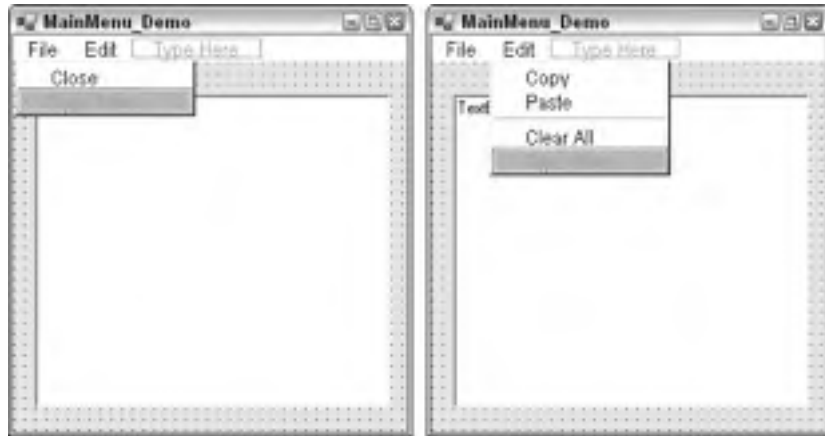 MainMenu_Demo
File Edit Type Here
Close
MainMenu_Demo
File Edit Type Here
Copy
Paste
Text
Clear All